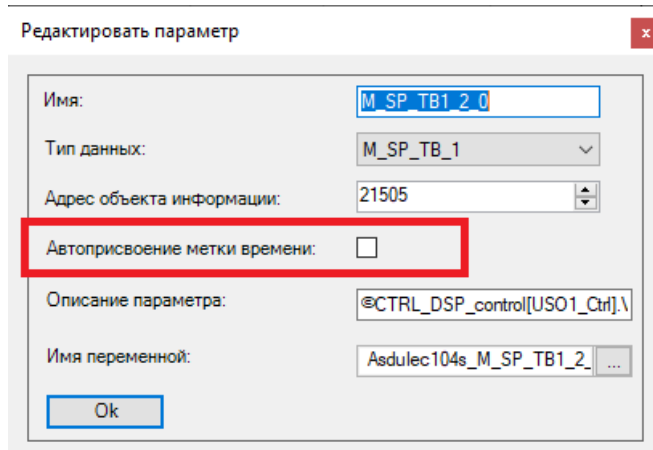 Редактировать параметр
x
Имя: M_SP_TB1_2_0
Тип данных: M_SP_TB_1
Адрес объекта информации: 21505
Автоприсвоение метки времени:
Описание параметра: ©CTRL_DSP_control[USO1_Ctrl].\
Имя переменной: Asdulec104s_M_SP_TB1_2_ ...
Ok